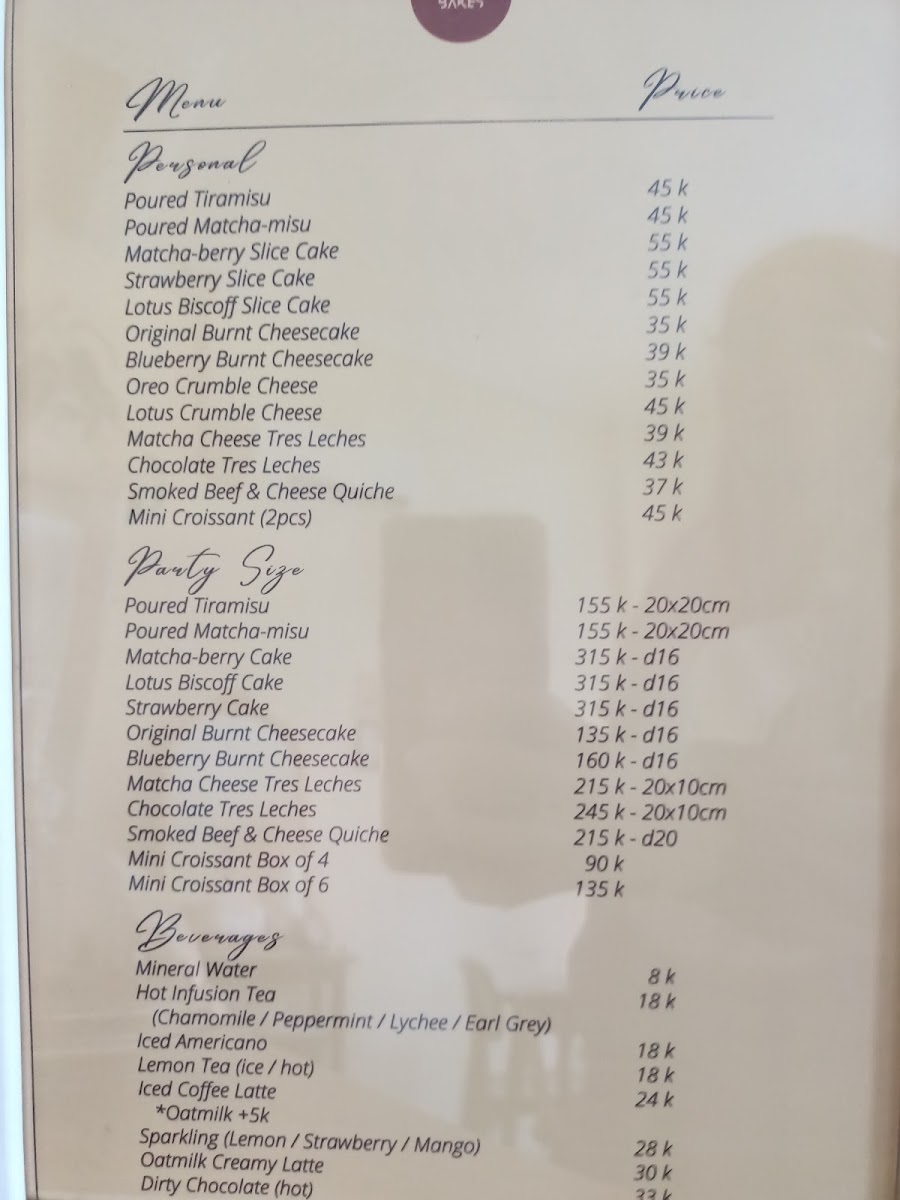 BAKES
Menu Price
Personal
Poured Tiramisu 45 k
Poured Matcha-misu 45 k
Matcha-berry Slice Cake 55 k
Strawberry Slice Cake 55 k
Lotus Biscoff Slice Cake 55 k
Original Burnt Cheesecake 35 k
Blueberry Burnt Cheesecake 39 k
Oreo Crumble Cheese 35 k
Lotus Crumble Cheese 45 k
Matcha Cheese Tres Leches 39 k
Chocolate Tres Leches 43 k
Smoked Beef & Cheese Quiche 37 k
Mini Croissant (2pcs) 45 k
Party Size
Poured Tiramisu 155 k - 20x20cm
Poured Matcha-misu 155 k - 20x20cm
Matcha-berry Cake 315 k - d16
Lotus Biscoff Cake 315 k - d16
Strawberry Cake 315 k - d16
Original Burnt Cheesecake 135 k - d16
Blueberry Burnt Cheesecake 160 k - d16
Matcha Cheese Tres Leches 215 k - 20x10cm
Chocolate Tres Leches 245 k - 20x10cm
Smoked Beef & Cheese Quiche 215 k - d20
Mini Croissant Box of 4 90 k
Mini Croissant Box of 6 135 k
Beverages
Mineral Water 8 k
Hot Infusion Tea 18 k
(Chamomile / Peppermint / Lychee / Earl Grey)
Iced Americano 18 k
Lemon Tea (ice / hot) 18 k
Iced Coffee Latte 24 k
*Oatmilk +5k
Sparkling (Lemon / Strawberry / Mango) 28 k
Oatmilk Creamy Latte 30 k
Dirty Chocolate (hot) 33 k